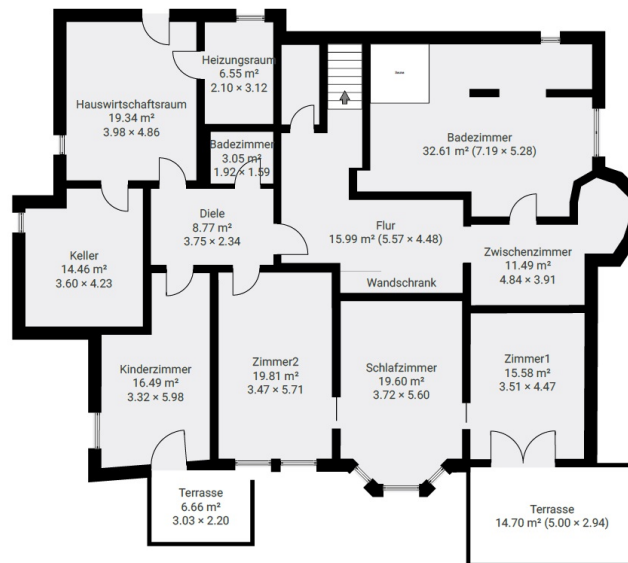 Heizungsraum
6.55 m²
2.10 × 3.12
Hauswirtschaftsraum
19.34 m²
3.98 × 4.86
Badezimmer
3.05 m²
1.92 × 1.59
Badezimmer
32.61 m² (7.19 × 5.28)
Diele
8.77 m²
3.75 × 2.34
Flur
15.99 m² (5.57 × 4.48)
Keller
14.46 m²
3.60 × 4.23
Zwischenzimmer
11.49 m²
4.84 × 3.91
Wandschrank
Kinderzimmer
16.49 m²
3.32 × 5.98
Zimmer2
19.81 m²
3.47 × 5.71
Schlafzimmer
19.60 m²
3.72 × 5.60
Zimmer1
15.58 m²
3.51 × 4.47
Terrasse
6.66 m²
3.03 × 2.20
Terrasse
14.70 m² (5.00 × 2.94)